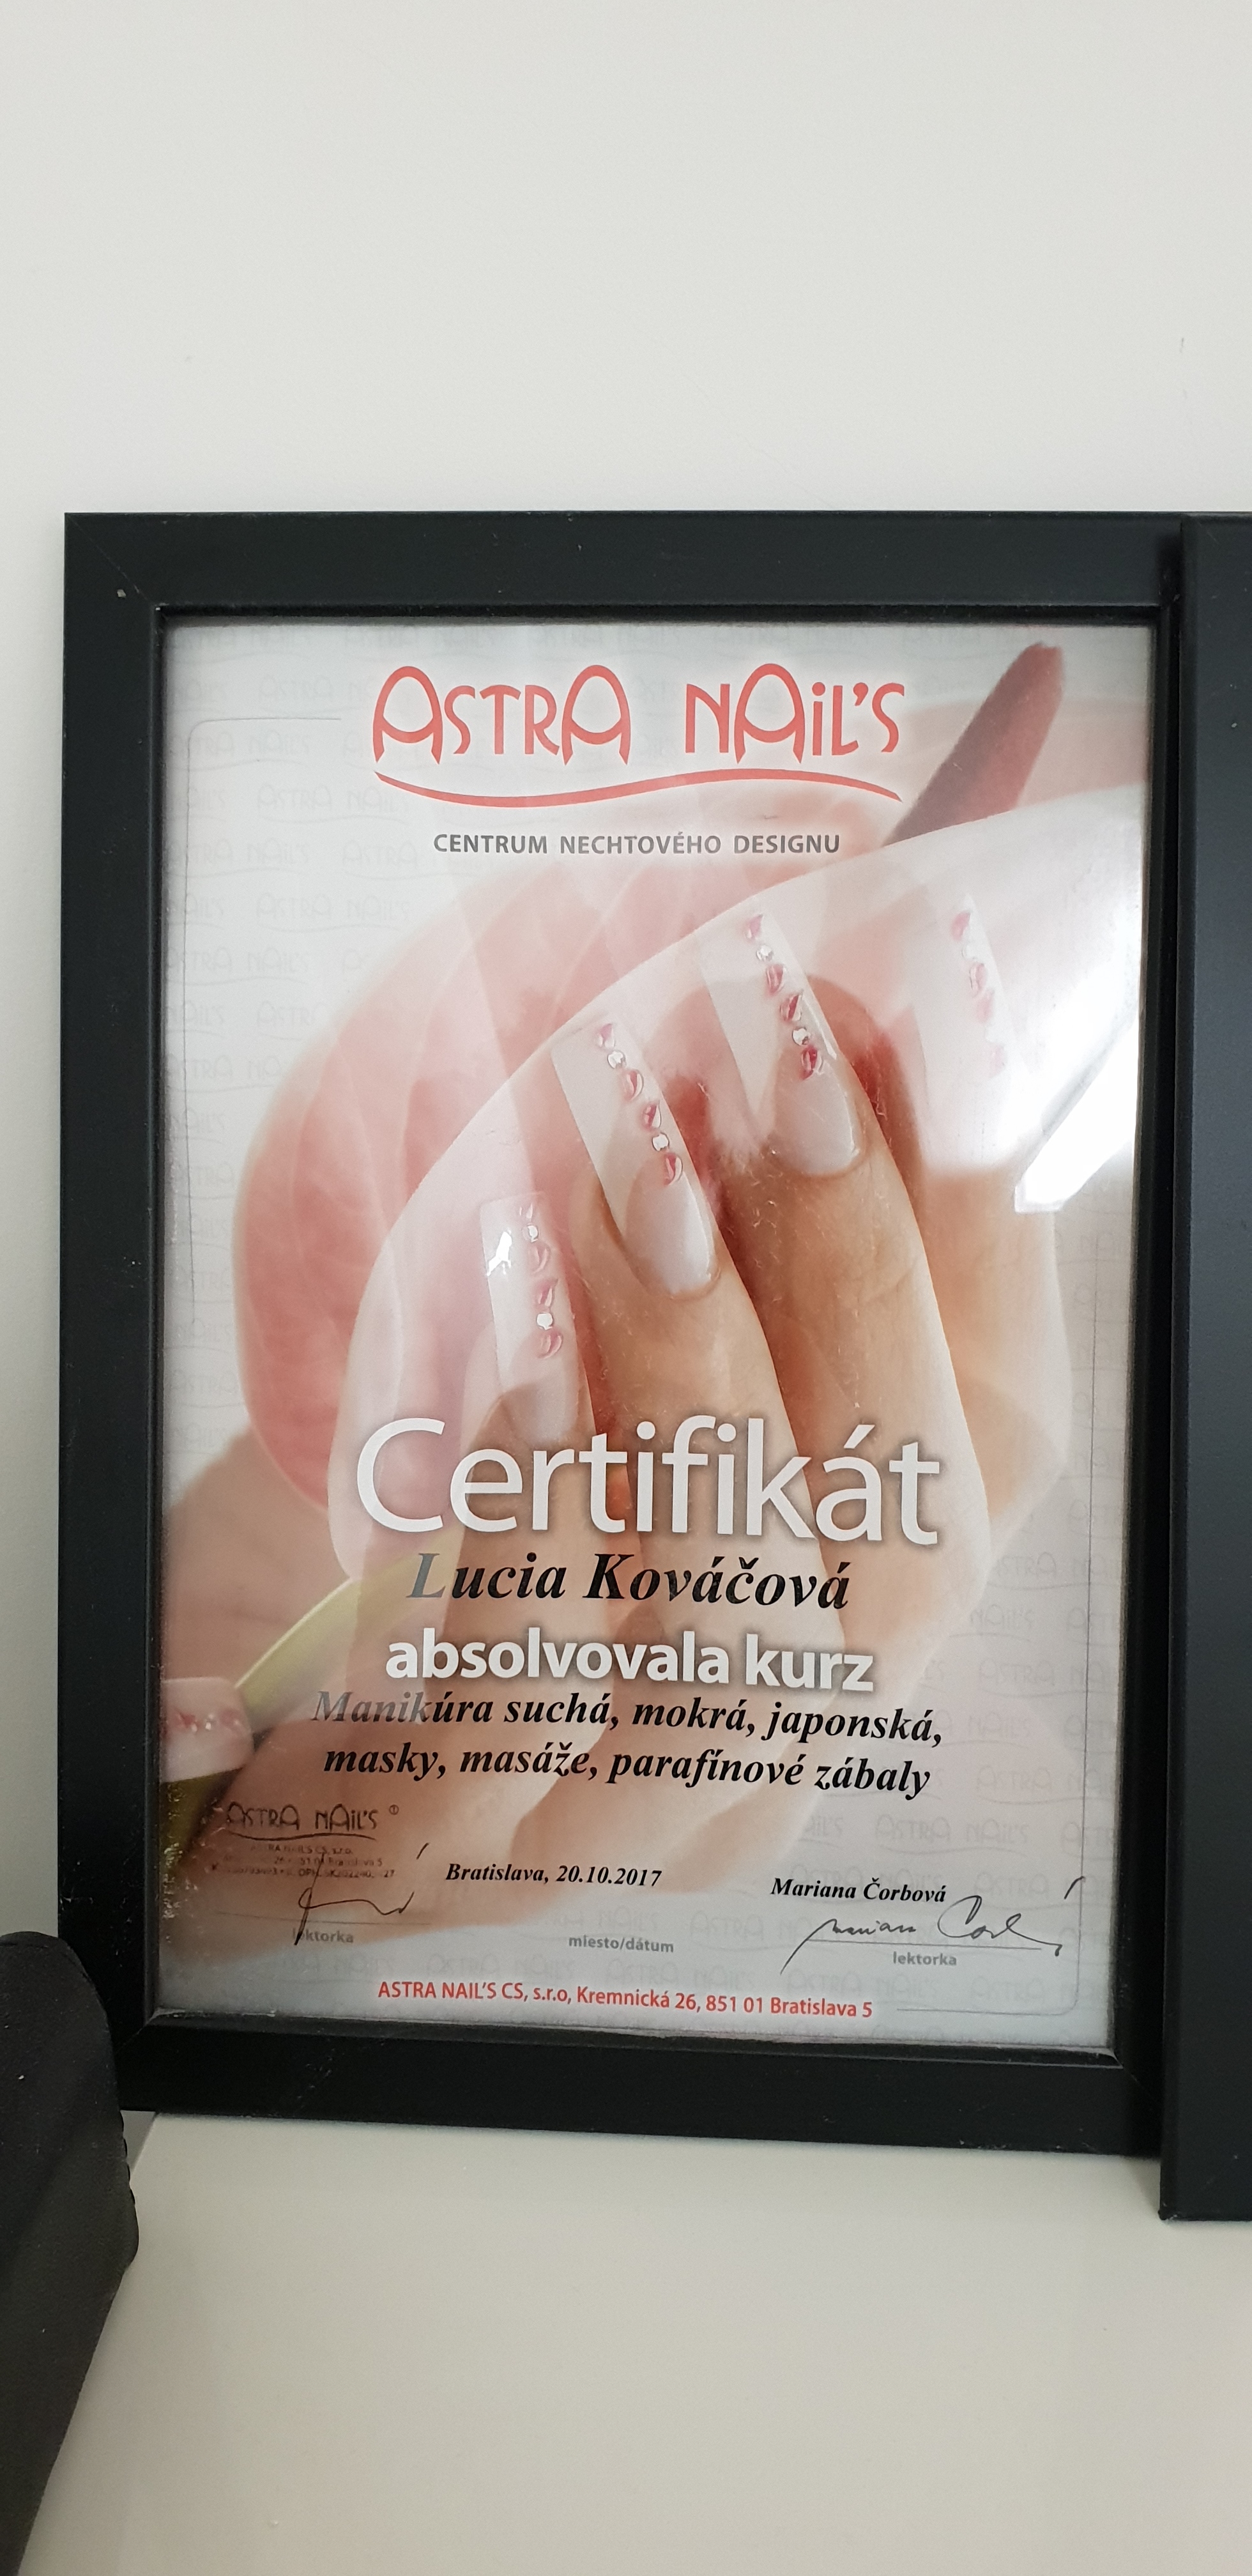 ASTRA NAIL'S
CENTRUM NECHTOVÉHO DESIGNU
Certifikát
Lucia Kováčová
absolvovala kurz
Manikúra suchá, mokrá, japonská,
masky, masáže, parafínové zábaly
ASTRA NAIL'S ®
Bratislava, 20.10.2017
Mariana Čorbová
lektorka
miesto/dátum
lektorka
ASTRA NAIL'S CS, s.r.o, Kremnická 26, 851 01 Bratislava 5